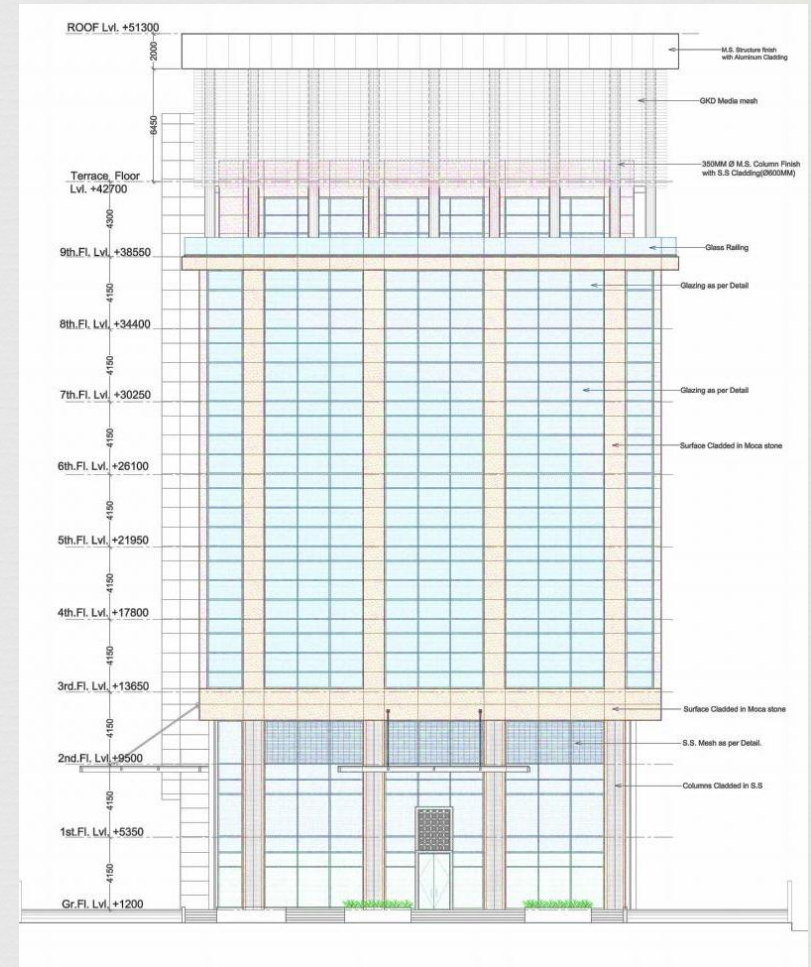 ROOF Lvl. +51300
2000
M.S. Structure finish
with Aluminum Cladding
GKD Media mesh
6450
350MM Ø M.S. Column Finish
with S.S Cladding(Ø600MM)
Terrace Floor
Lvl. +42700
4300
Glass Railing
9th.Fl. Lvl. +38550
Glazing as per Detail
4150
8th.Fl. Lvl. +34400
4150
Glazing as per Detail
7th.Fl. Lvl. +30250
4150
Surface Cladded in Moca stone
6th.Fl. Lvl. +26100
4150
5th.Fl. Lvl. +21950
4150
4th.Fl. Lvl. +17800
4150
3rd.Fl. Lvl. +13650
Surface Cladded in Moca stone
4150
S.S. Mesh as per Detail.
2nd.Fl. Lvl. +9500
Columns Cladded in S.S
4150
1st.Fl. Lvl. +5350
4150
Gr.Fl. Lvl. +1200